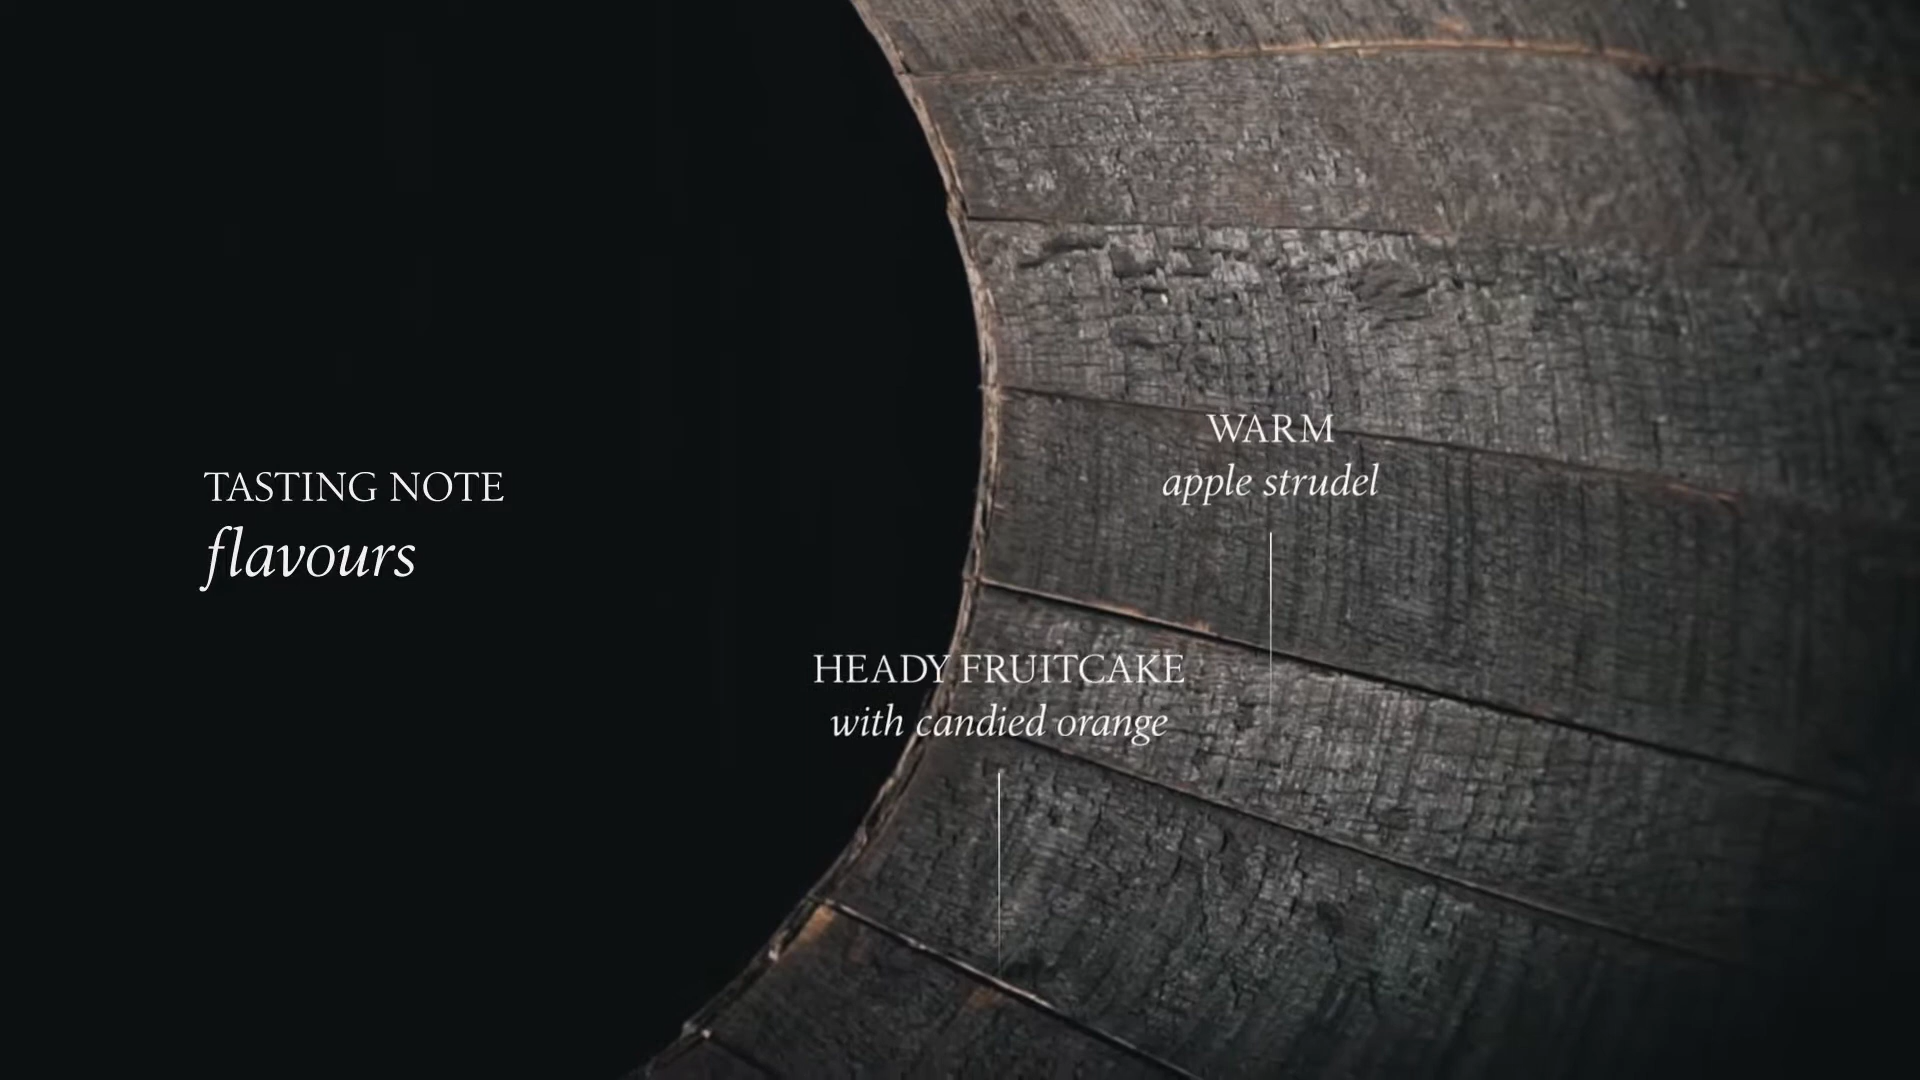 TASTING NOTE
flavours
WARM
apple strudel
HEADY FRUITCAKE
with candied orange